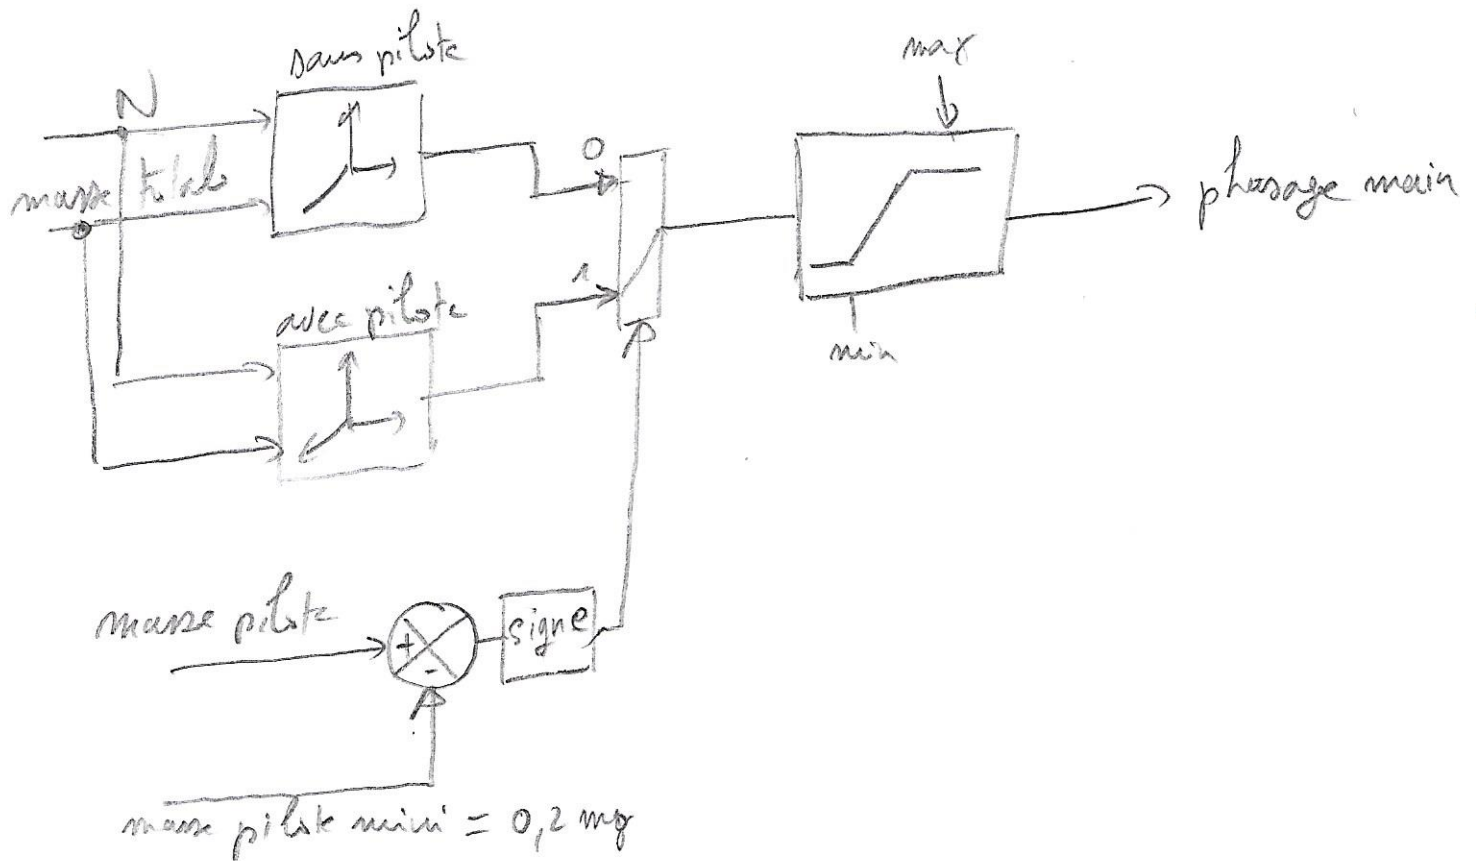 sans pilote
max
N
0
masse totale
phasage main
1
avec pilote
min
masse pilote
+
-
signe
masse pilote mini = 0,2 mg